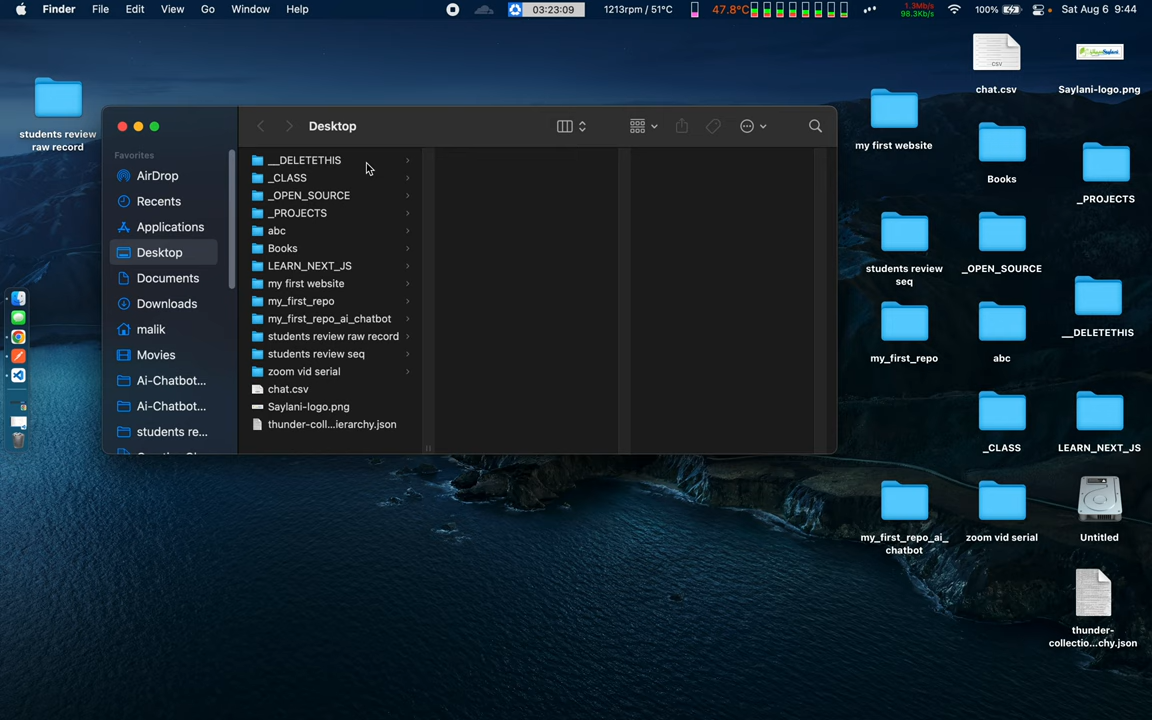 Finder File Edit View Go Window Help 03:23:09 1213rpm / 51°C 47.8°C 1.3Mb/s 98.3Kb/s 100% Sat Aug 6 9:44
students review
raw record
Desktop
Favorites
AirDrop
Recents
Applications
Desktop
Documents
Downloads
malik
Movies
Ai-Chatbot...
Ai-Chatbot...
students re...
__DELETETHIS
_CLASS
_OPEN_SOURCE
_PROJECTS
abc
Books
LEARN_NEXT_JS
my first website
my_first_repo
my_first_repo_ai_chatbot
students review raw record
students review seq
zoom vid serial
chat.csv
Saylani-logo.png
thunder-coll...ierarchy.json
CSV
chat.csv
Saylani-logo.png
my first website
Books
_PROJECTS
students review
seq
_OPEN_SOURCE
__DELETETHIS
my_first_repo
abc
_CLASS
LEARN_NEXT_JS
my_first_repo_ai_
chatbot
zoom vid serial
Untitled
thunder-
collectio...chy.json